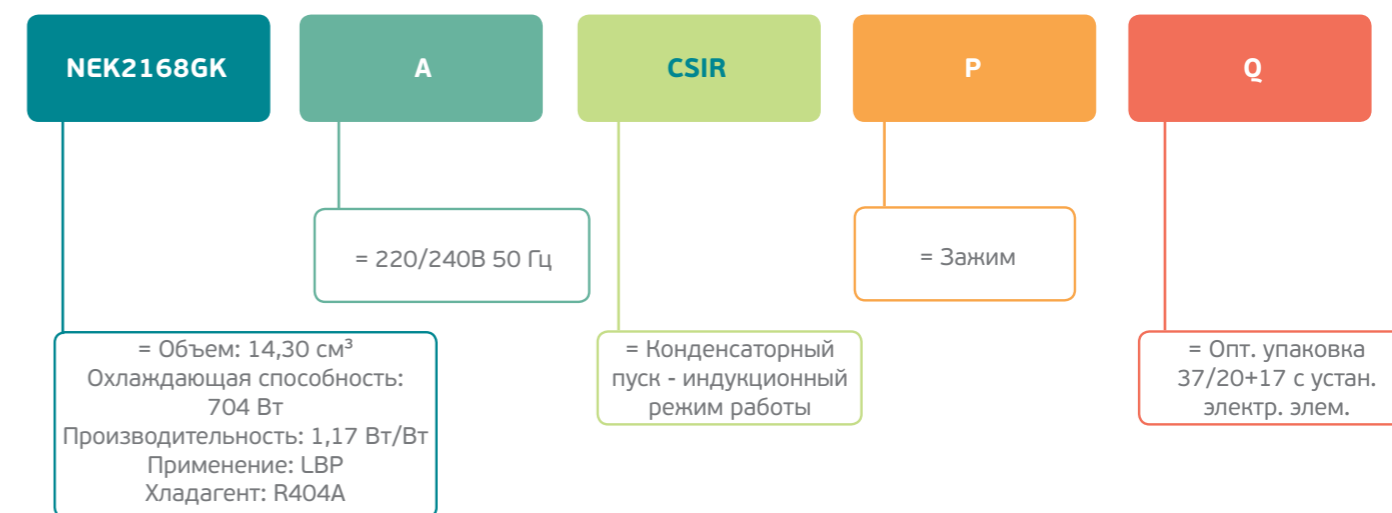 NEK2168GK
A
CSIR
P
Q
= 220/240В 50 Гц
= Зажим
= Объем: 14,30 см³
Охлаждающая способность:
704 Вт
Производительность: 1,17 Вт/Вт
Применение: LBP
Хладагент: R404A
= Конденсаторный
пуск - индукционный
режим работы
= Опт. упаковка
37/20+17 с устан.
электр. элем.